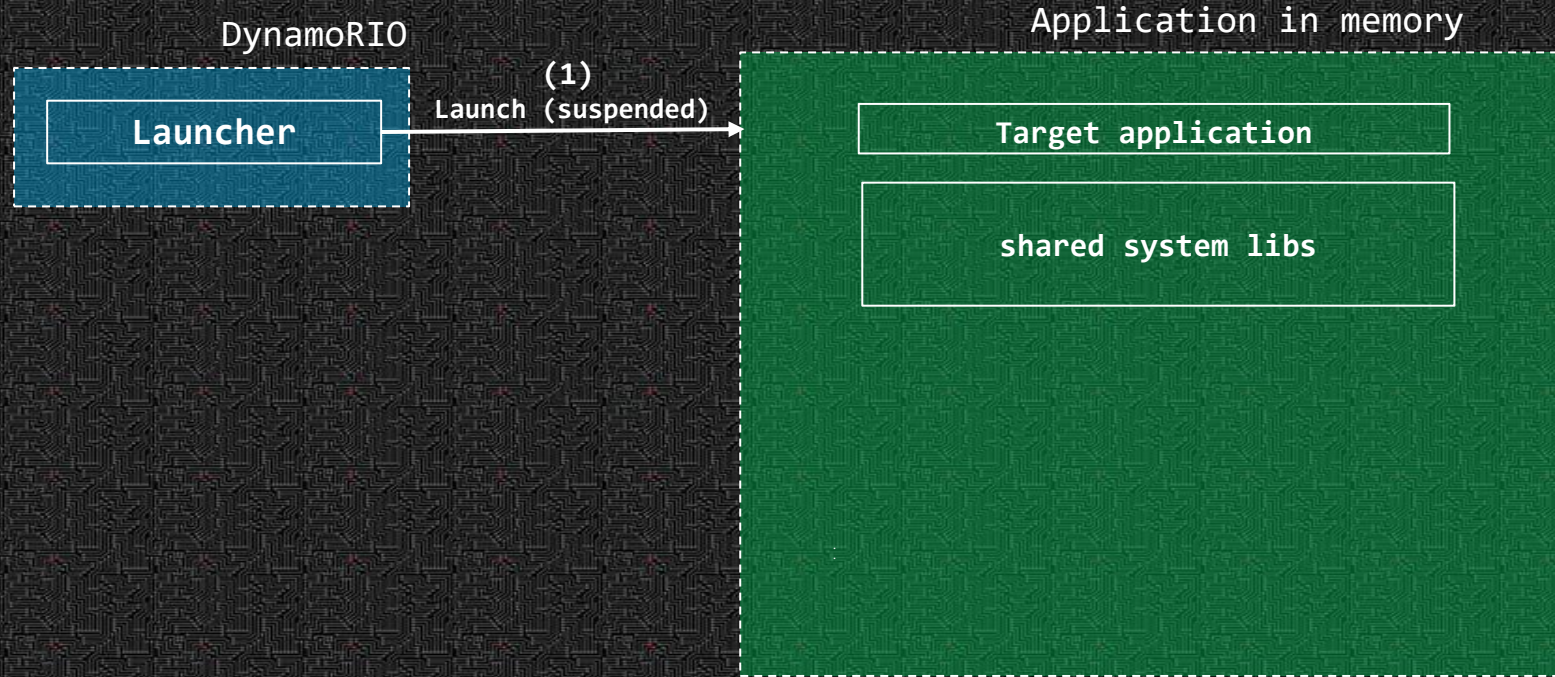 DynamoRIO
Application in memory
(1)
Launch (suspended)
Launcher
Target application
shared system libs